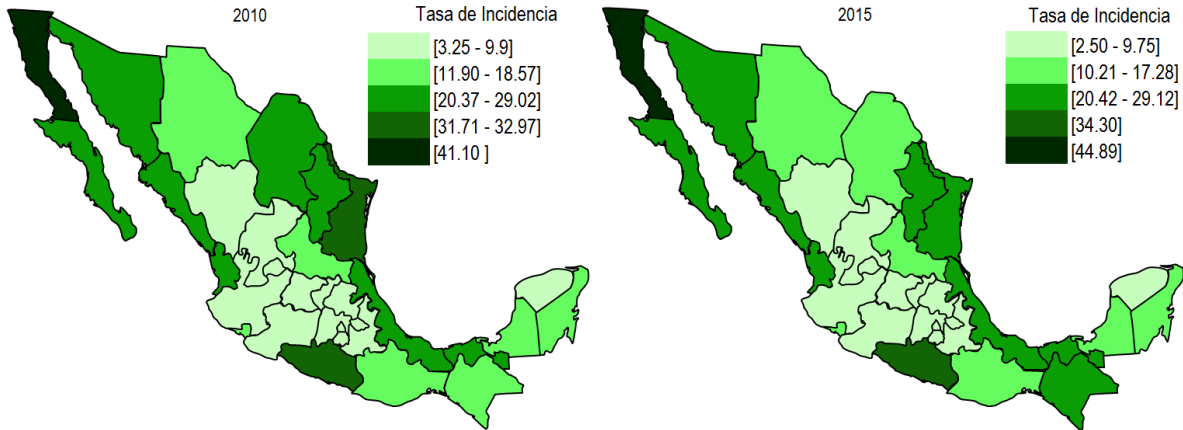 2010
Tasa de Incidencia
[3.25 - 9.9]
[11.90 - 18.57]
[20.37 - 29.02]
[31.71 - 32.97]
[41.10 ]
2015
Tasa de Incidencia
[2.50 - 9.75]
[10.21 - 17.28]
[20.42 - 29.12]
[34.30]
[44.89]